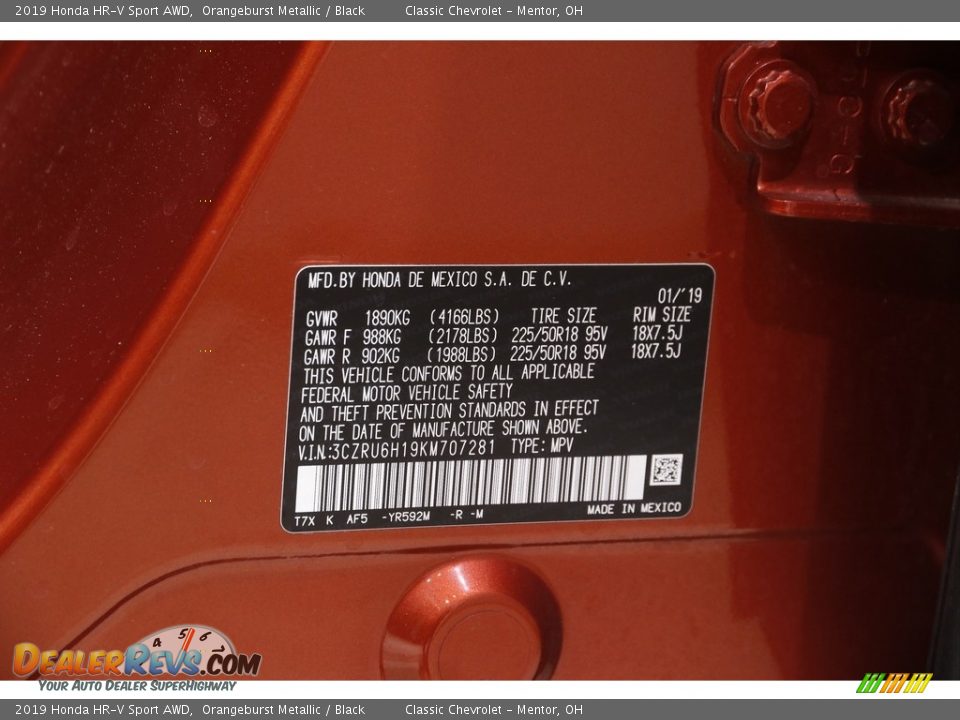 2019 Honda HR-V Sport AWD, Orangeburst Metallic / Black Classic Chevrolet - Mentor, OH
MFD.BY HONDA DE MEXICO S.A. DE C.V.
01/'19
GVWR 1890KG (4166LBS) TIRE SIZE RIM SIZE
GAWR F 988KG (2178LBS) 225/50R18 95V 18X7.5J
GAWR R 902KG (1988LBS) 225/50R18 95V 18X7.5J
THIS VEHICLE CONFORMS TO ALL APPLICABLE
FEDERAL MOTOR VEHICLE SAFETY
AND THEFT PREVENTION STANDARDS IN EFFECT
ON THE DATE OF MANUFACTURE SHOWN ABOVE.
V.I.N.:3CZRU6H19KM707281 TYPE: MPV
T7X K AF5 -YR592M -R -M MADE IN MEXICO
4 5 6
DEALERREVS.COM
YOUR AUTO DEALER SUPERHIGHWAY
2019 Honda HR-V Sport AWD, Orangeburst Metallic / Black Classic Chevrolet - Mentor, OH